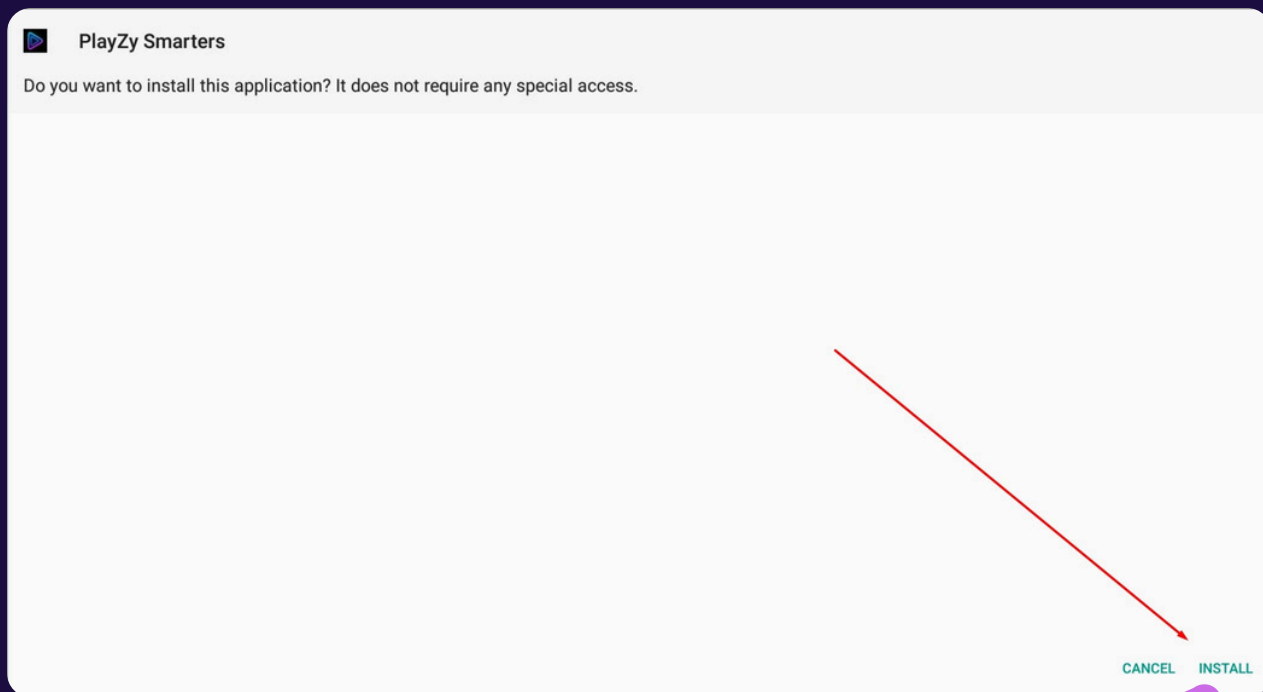 PlayZy Smarters
Do you want to install this application? It does not require any special access.
CANCEL INSTALL